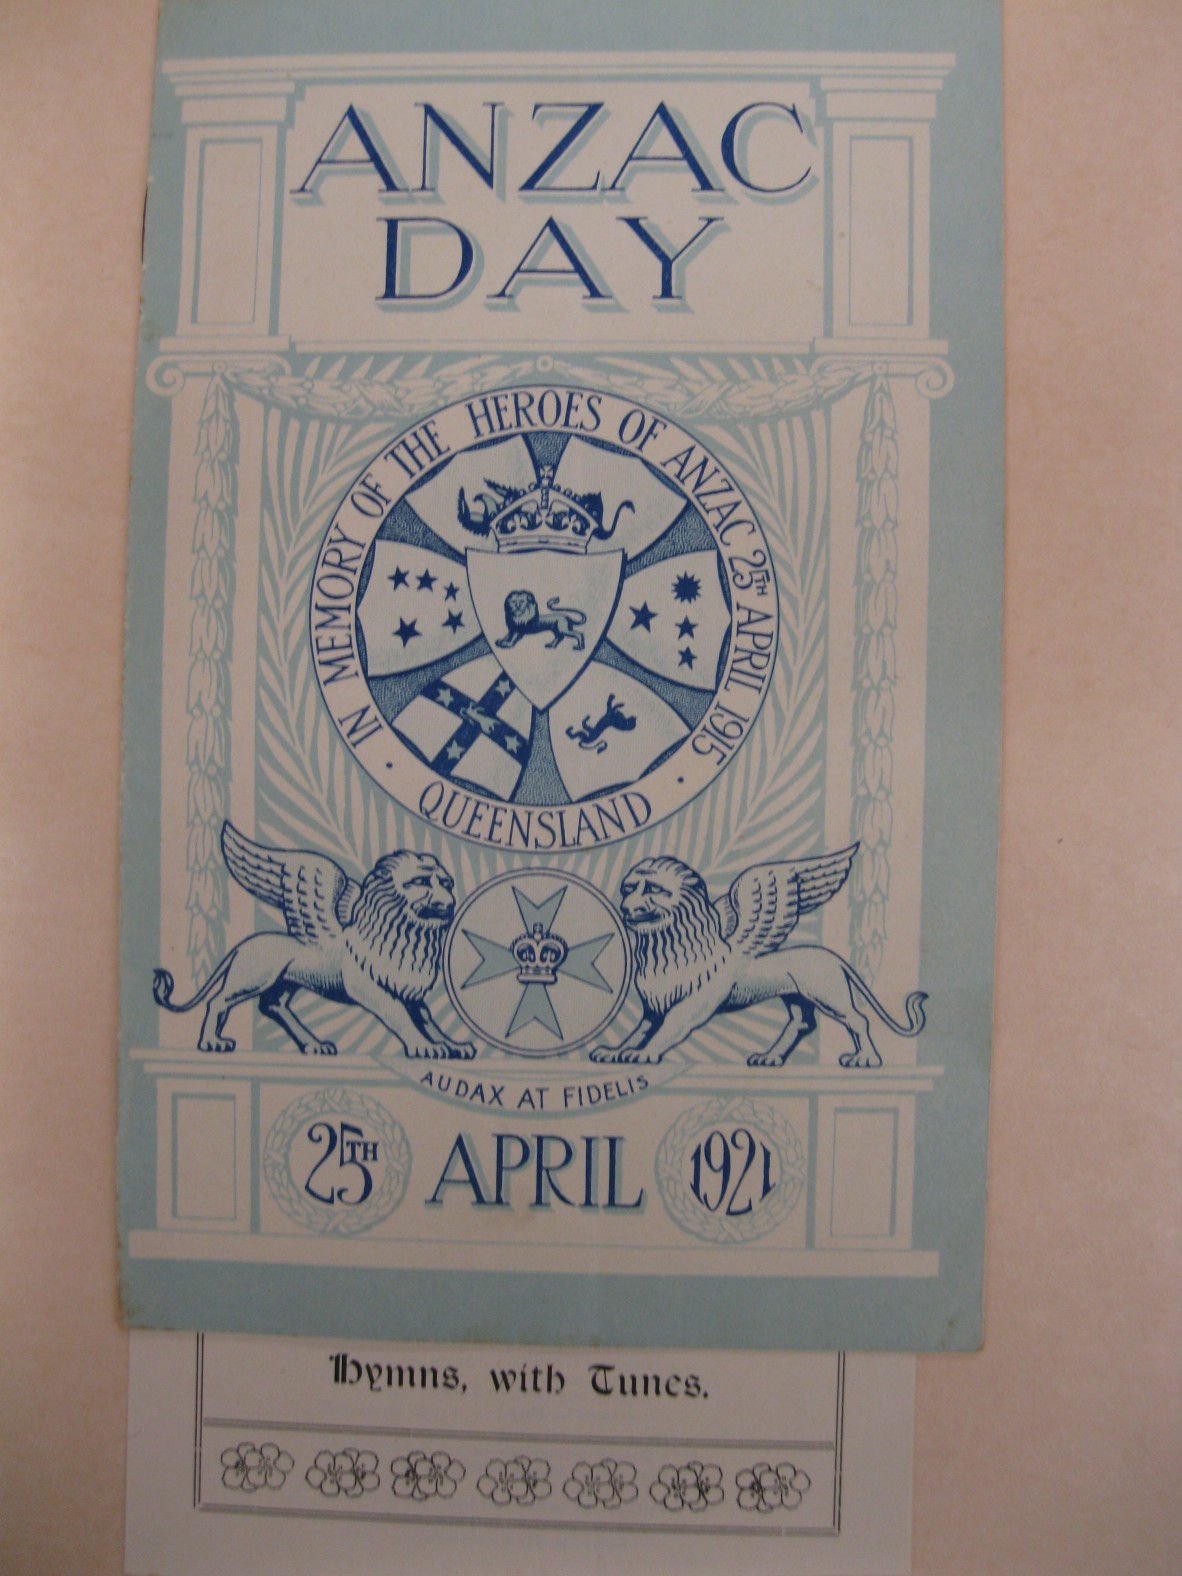 ANZAC
DAY
IN MEMORY OF THE HEROES OF ANZAC 25TH APRIL 1915
· QUEENSLAND ·
AUDAX AT FIDELIS
25TH APRIL 1921
Hymns, with Tunes.